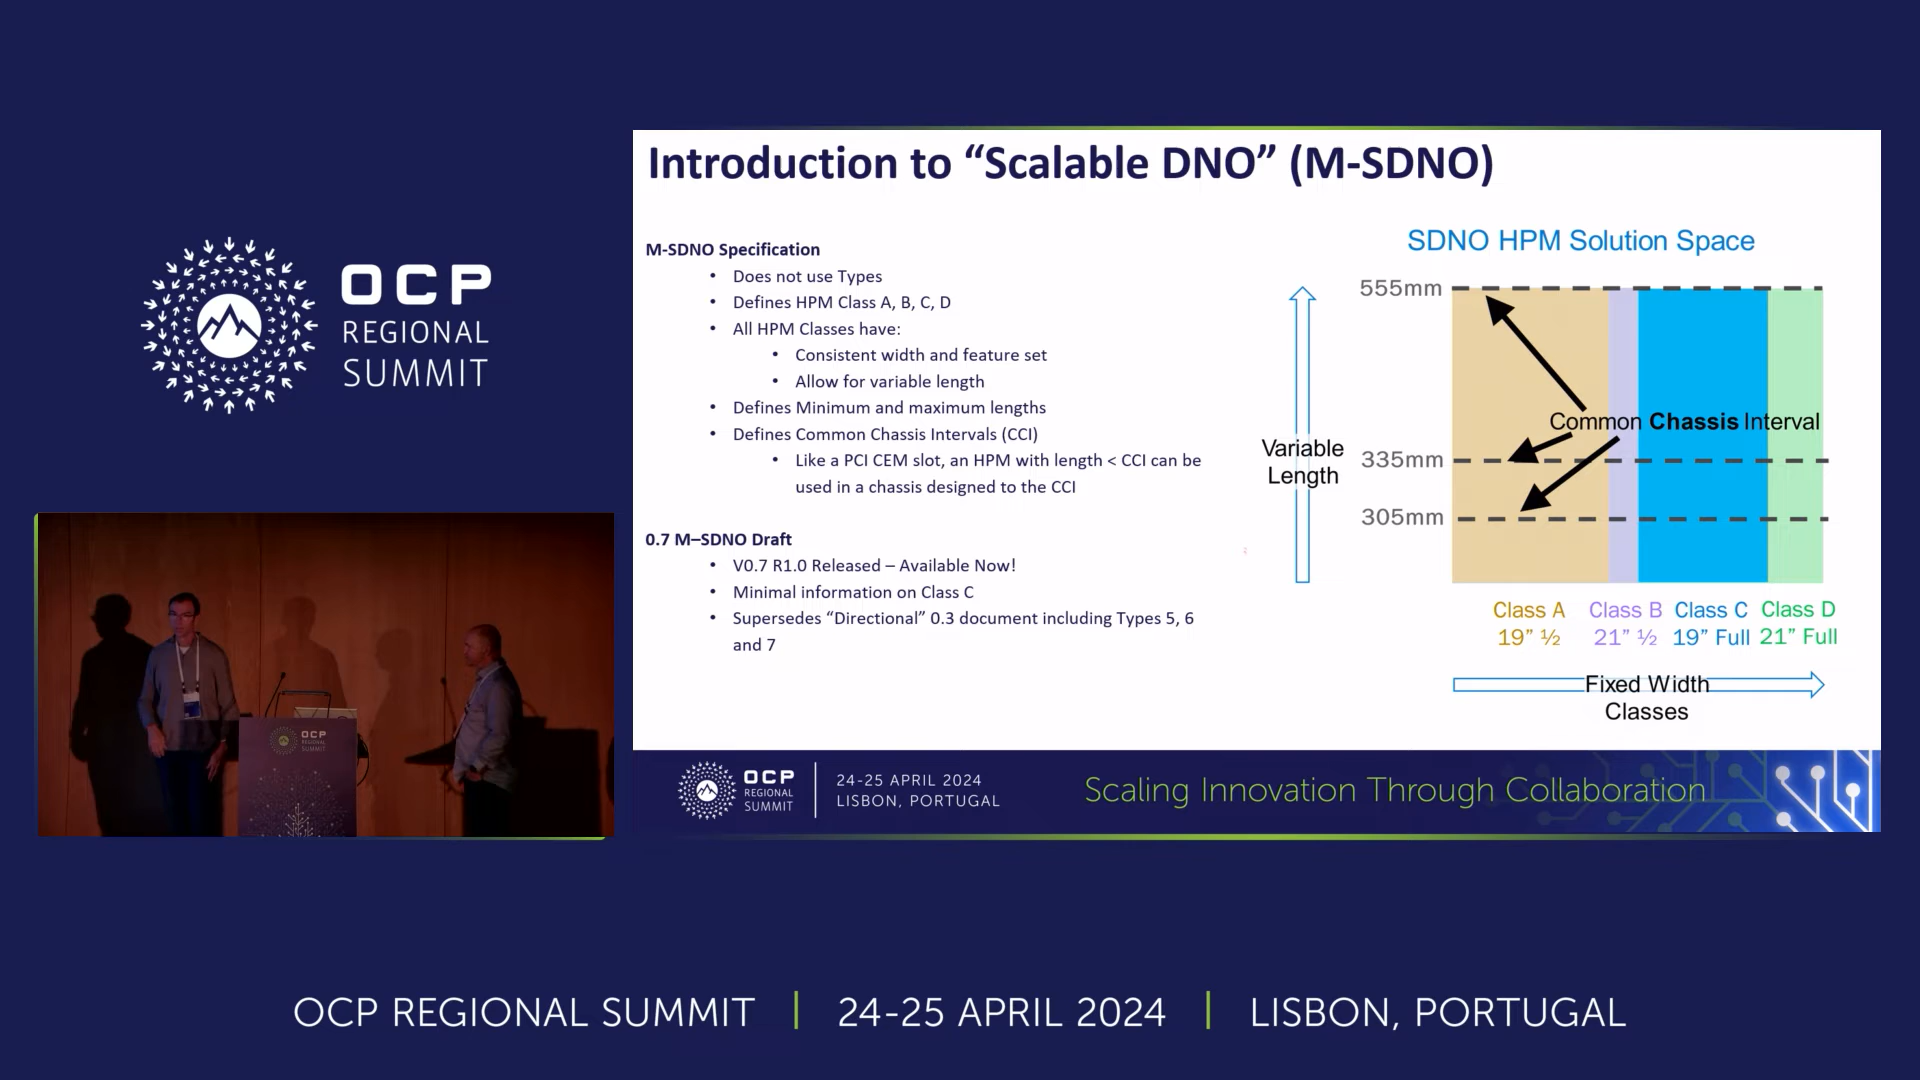 OCP
REGIONAL
SUMMIT
Introduction to “Scalable DNO” (M-SDNO)
M-SDNO Specification
• Does not use Types
• Defines HPM Class A, B, C, D
• All HPM Classes have:
• Consistent width and feature set
• Allow for variable length
• Defines Minimum and maximum lengths
• Defines Common Chassis Intervals (CCI)
• Like a PCI CEM slot, an HPM with length < CCI can be
used in a chassis designed to the CCI
0.7 M–SDNO Draft
• V0.7 R1.0 Released – Available Now!
• Minimal information on Class C
• Supersedes “Directional” 0.3 document including Types 5, 6
and 7
SDNO HPM Solution Space
555mm
Common Chassis Interval
Variable
Length
335mm
305mm
Class A
19” ½
Class B
21” ½
Class C
19” Full
Class D
21” Full
Fixed Width
Classes
OCP
REGIONAL
SUMMIT
OCP
REGIONAL
SUMMIT
24-25 APRIL 2024
LISBON, PORTUGAL
Scaling Innovation Through Collaboration
OCP REGIONAL SUMMIT | 24-25 APRIL 2024 | LISBON, PORTUGAL